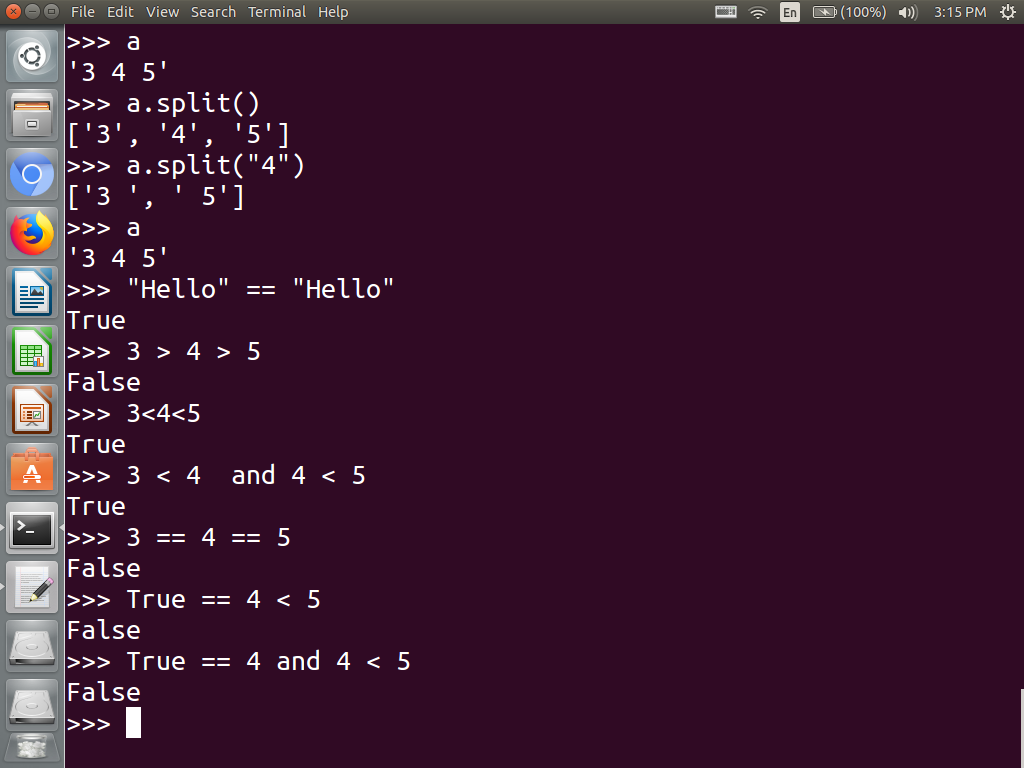 File Edit View Search Terminal Help En (100%) 3:15 PM
>>> a
'3 4 5'
>>> a.split()
['3', '4', '5']
>>> a.split("4")
['3 ', ' 5']
>>> a
'3 4 5'
>>> "Hello" == "Hello"
True
>>> 3 > 4 > 5
False
>>> 3<4<5
True
>>> 3 < 4  and 4 < 5
True
>>> 3 == 4 == 5
False
>>> True == 4 < 5
False
>>> True == 4 and 4 < 5
False
>>>